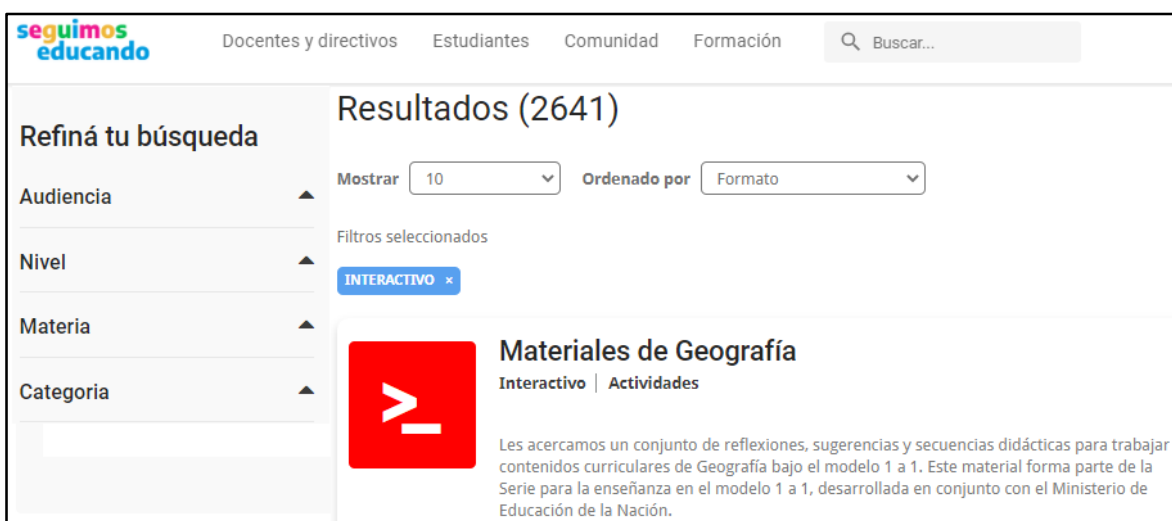 seguimos
educando
Docentes y directivos Estudiantes Comunidad Formación Buscar...
Refiná tu búsqueda
Audiencia
Nivel
Materia
Categoria
Resultados (2641)
Mostrar 10 Ordenado por Formato
Filtros seleccionados
INTERACTIVO ×
>_
Materiales de Geografía
Interactivo | Actividades
Les acercamos un conjunto de reflexiones, sugerencias y secuencias didácticas para trabajar
contenidos curriculares de Geografía bajo el modelo 1 a 1. Este material forma parte de la
Serie para la enseñanza en el modelo 1 a 1, desarrollada en conjunto con el Ministerio de
Educación de la Nación.